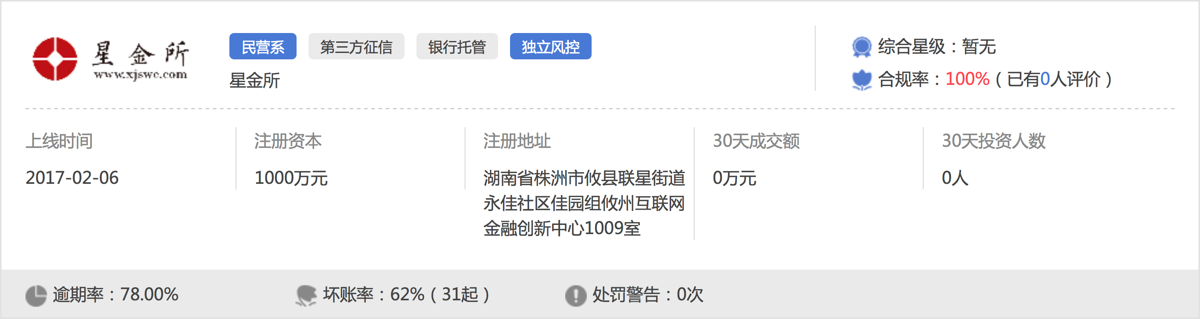 星金所
www.xjswc.com
民营系 第三方征信 银行托管 独立风控
星金所
综合星级：暂无
合规率：100%（已有0人评价）
上线时间
2017-02-06
注册资本
1000万元
注册地址
湖南省株洲市攸县联星街道
永佳社区佳园组攸州互联网
金融创新中心1009室
30天成交额
0万元
30天投资人数
0人
逾期率：78.00% 坏账率：62%（31起） 处罚警告：0次